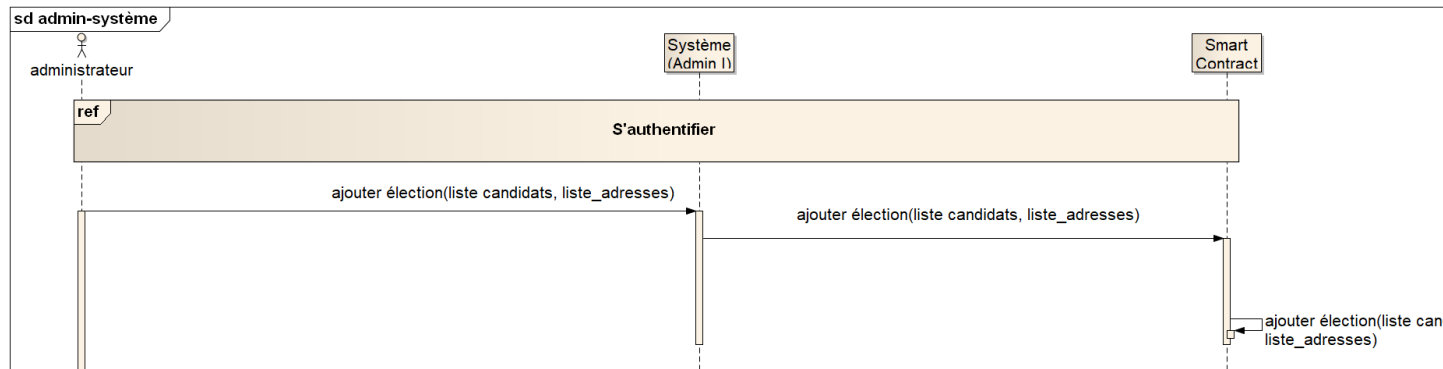 sd admin-système
administrateur
Système
(Admin I)
Smart
Contract
ref
S'authentifier
ajouter élection(liste candidats, liste_adresses)
ajouter élection(liste candidats, liste_adresses)
ajouter élection(liste can
liste_adresses)